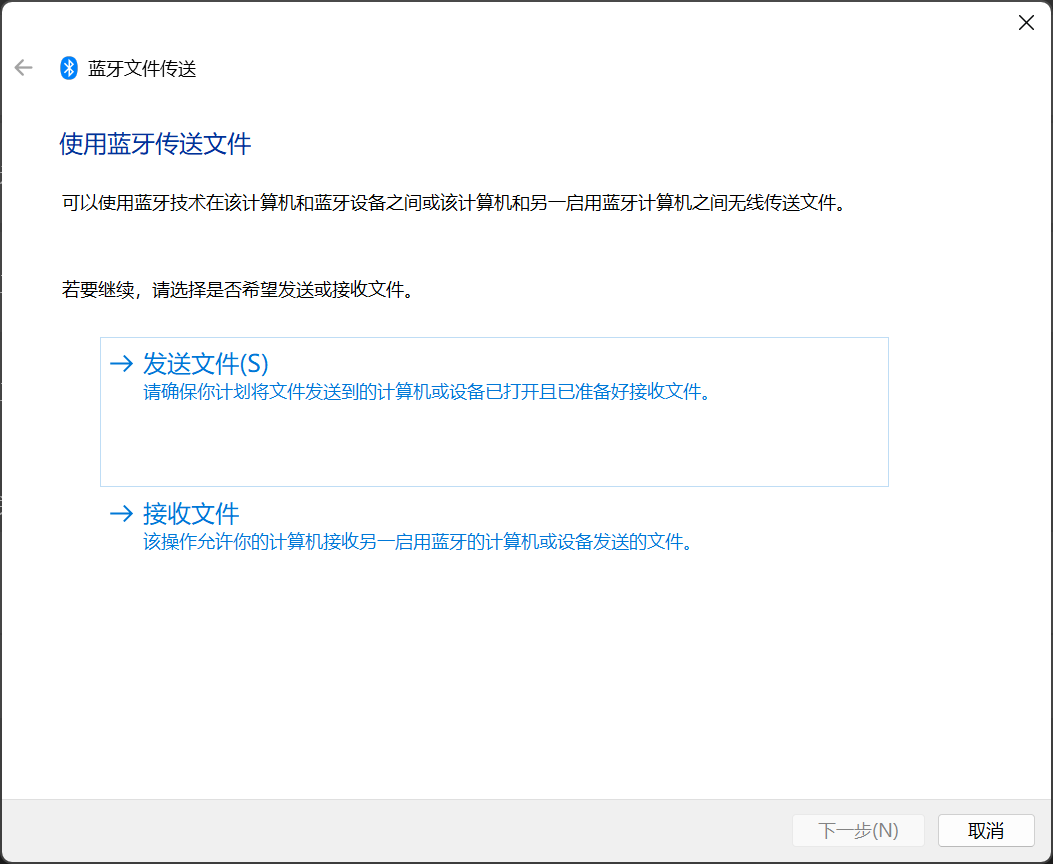 蓝牙文件传送
使用蓝牙传送文件
可以使用蓝牙技术在该计算机和蓝牙设备之间或该计算机和另一启用蓝牙计算机之间无线传送文件。
若要继续，请选择是否希望发送或接收文件。
发送文件(S)
请确保你计划将文件发送到的计算机或设备已打开且已准备好接收文件。
接收文件
该操作允许你的计算机接收另一启用蓝牙的计算机或设备发送的文件。
下一步(N)
取消